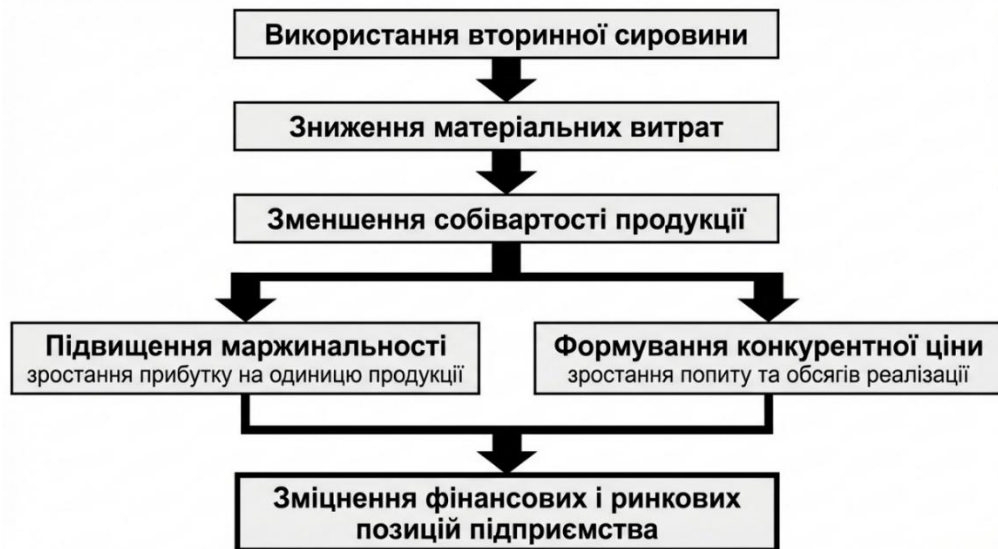 Використання вторинної сировини
Зниження матеріальних витрат
Зменшення собівартості продукції
Підвищення маржинальності
зростання прибутку на одиницю продукції
Формування конкурентної ціни
зростання попиту та обсягів реалізації
Зміцнення фінансових і ринкових
позицій підприємства